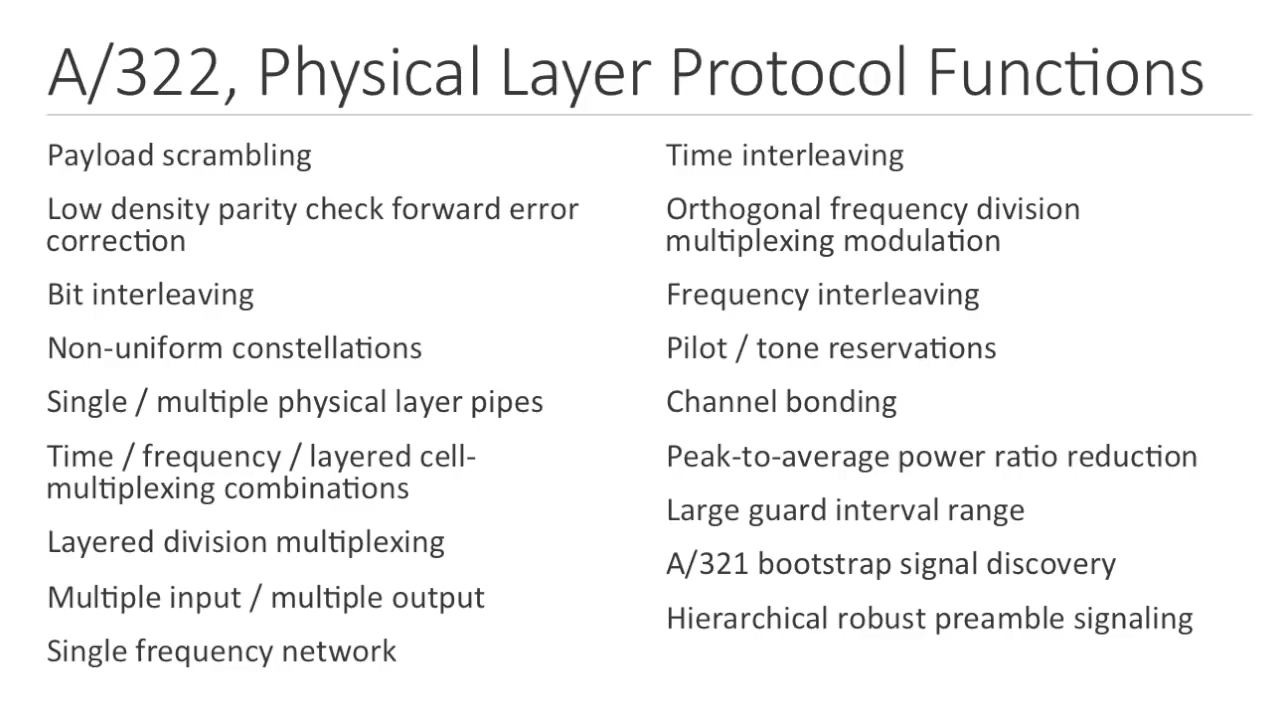 A/322, Physical Layer Protocol Functions
Payload scrambling
Low density parity check forward error
correction
Bit interleaving
Non-uniform constellations
Single / multiple physical layer pipes
Time / frequency / layered cell-
multiplexing combinations
Layered division multiplexing
Multiple input / multiple output
Single frequency network
Time interleaving
Orthogonal frequency division
multiplexing modulation
Frequency interleaving
Pilot / tone reservations
Channel bonding
Peak-to-average power ratio reduction
Large guard interval range
A/321 bootstrap signal discovery
Hierarchical robust preamble signaling